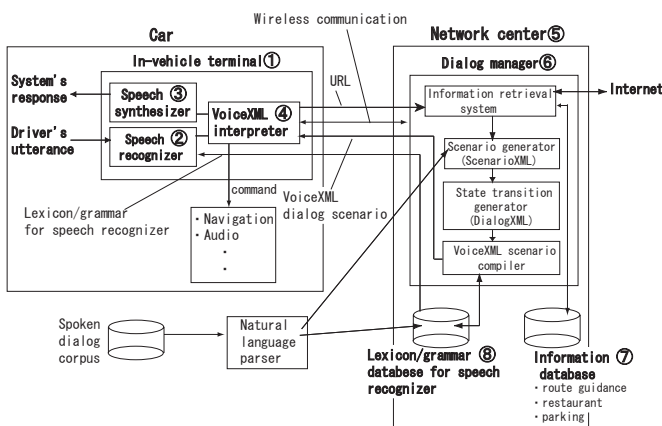 Wireless communication
Car
Network center⑤
In-vehicle terminal①
Dialog manager⑥
System's
response
Speech ③
synthesizer
VoiceXML ④
interpreter
URL
Information retrieval
system
Internet
Driver's
utterance
Speech ②
recognizer
Scenario generator
(ScenarioXML)
command
VoiceXML
dialog scenario
State transition
generator
(DialogXML)
Lexicon/grammar
for speech recognizer
・Navigation
・Audio
・
・
VoiceXML scenario
compiler
Spoken
dialog
corpus
Natural
language
parser
Lexicon/grammar ⑧
database for speech
recognizer
Information ⑦
database
・route guidance
・restaurant
・parking